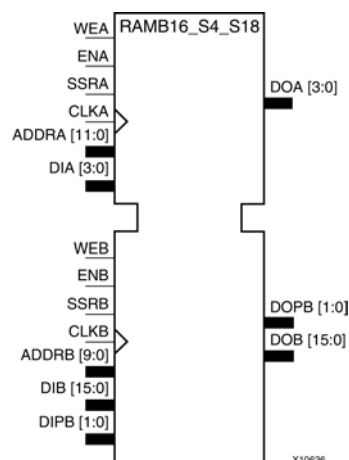 RAMB16_S4_S18
WEA
ENA
SSRA
CLKA
ADDRA [11:0]
DIA [3:0]
DOA [3:0]
WEB
ENB
SSRB
CLKB
ADDRB [9:0]
DIB [15:0]
DIPB [1:0]
DOPB [1:0]
DOB [15:0]
X10636